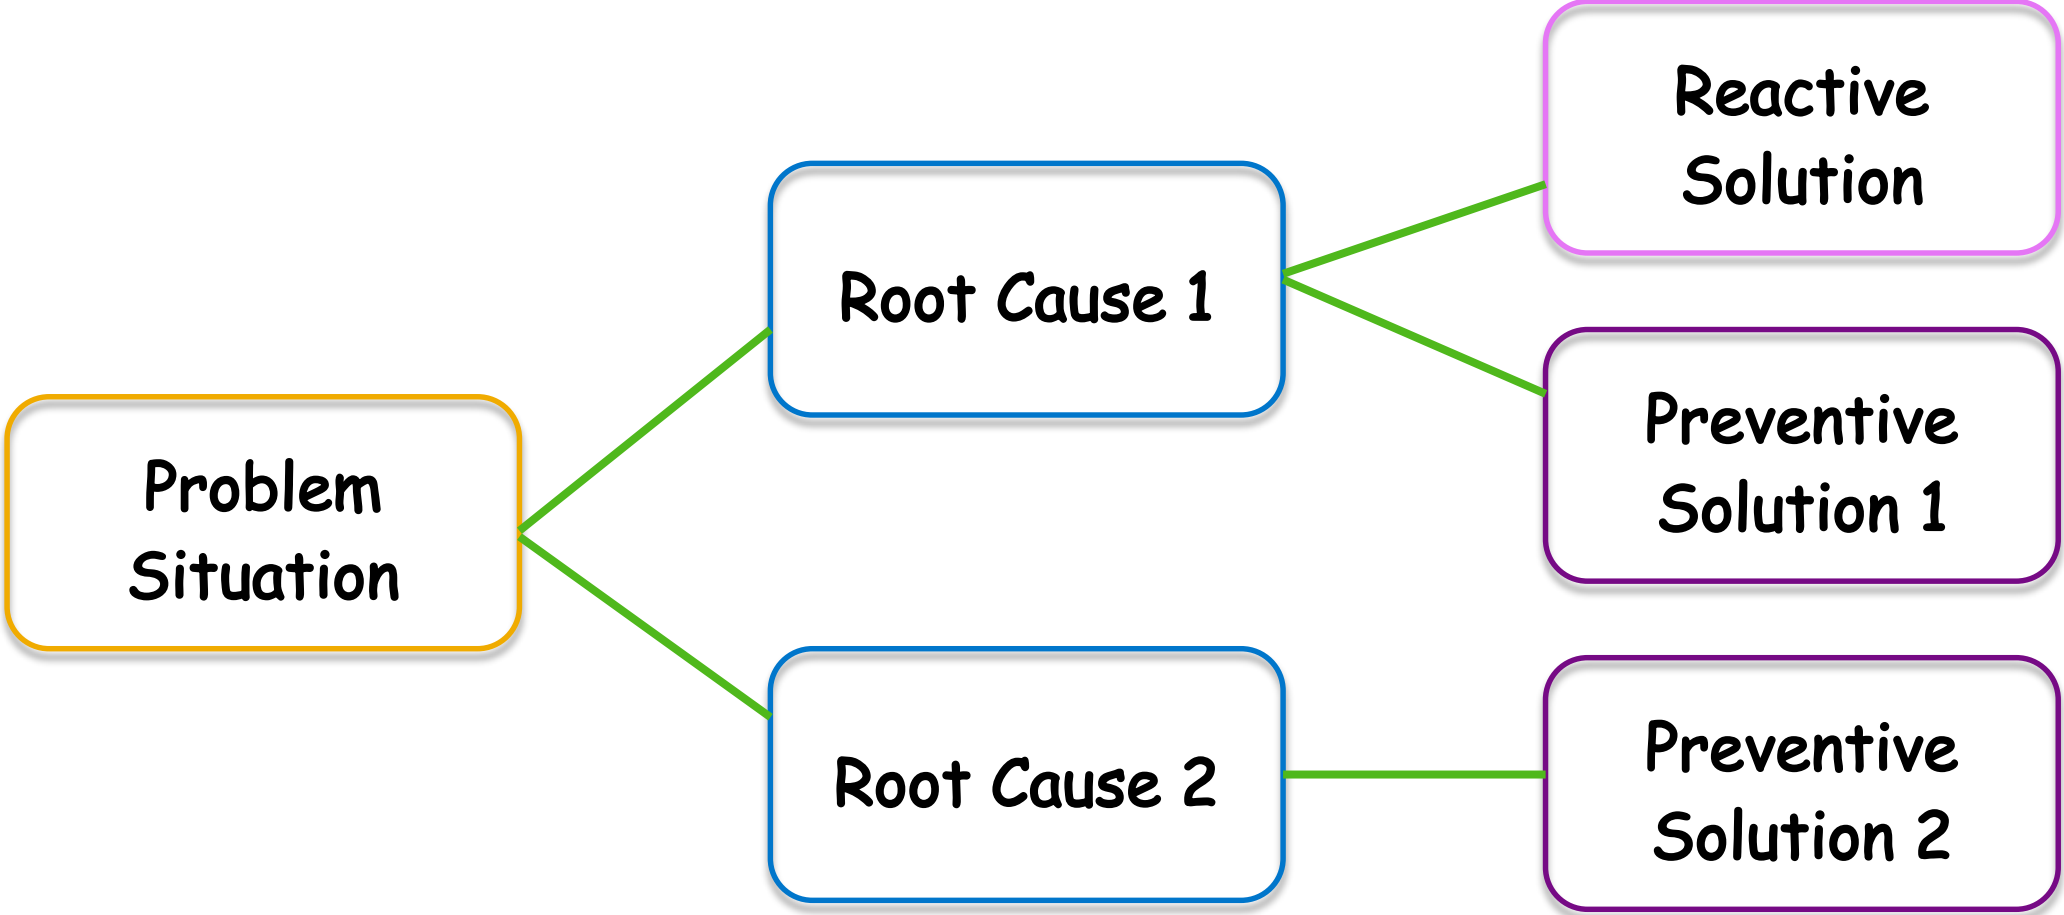 Problem
Situation
Root Cause 1
Root Cause 2
Reactive
Solution
Preventive
Solution 1
Preventive
Solution 2